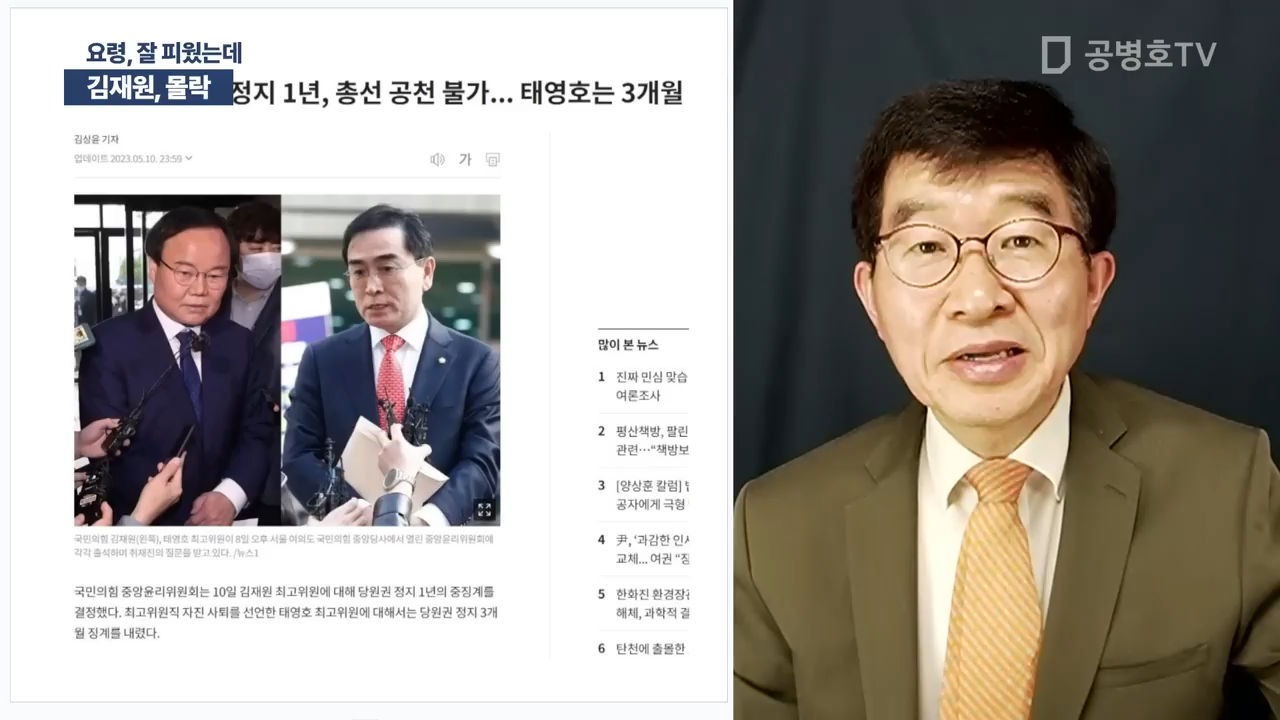 요령, 잘 피웠는데
김재원, 몰락
정지 1년, 총선 공천 불가... 태영호는 3개월
공병호TV
김상윤 기자
업데이트 2023.05.10. 23:59
가
국민의힘 김재원(왼쪽), 태영호 최고위원이 8일 오후 서울 여의도 국민의힘 중앙당사에서 열린 중앙윤리위원회에
각각 출석하며 취재진의 질문을 받고 있다. /뉴스1
국민의힘 중앙윤리위원회는 10일 김재원 최고위원에 대해 당원권 정지 1년의 중징계를
결정했다. 최고위원직 자진 사퇴를 선언한 태영호 최고위원에 대해서는 당원권 정지 3개
월 징계를 내렸다.
많이 본 뉴스
1 진짜 민심 맞습
여론조사
2 평산책방, 팔린
관련…“책방보
3 [양상훈 칼럼]
공자에게 극형
4 尹, ‘과감한 인사
교체... 여권
5 한화진 환경장관
해체, 과학적 결
6 탄천에 출몰한